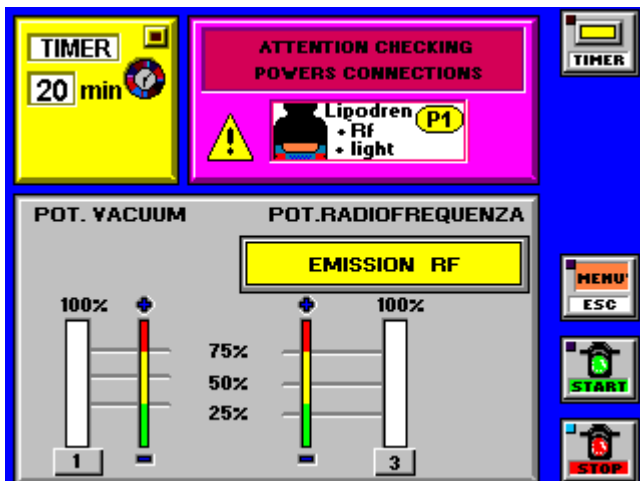 TIMER
20 min
ATTENTION CHECKING
POWERS CONNECTIONS
Lipodren
• Rf
• light
P1
TIMER
POT. VACUUM
POT.RADIOFREQUENZA
EMISSION RF
100%
100%
75%
50%
25%
1
3
MENU'
ESC
START
STOP